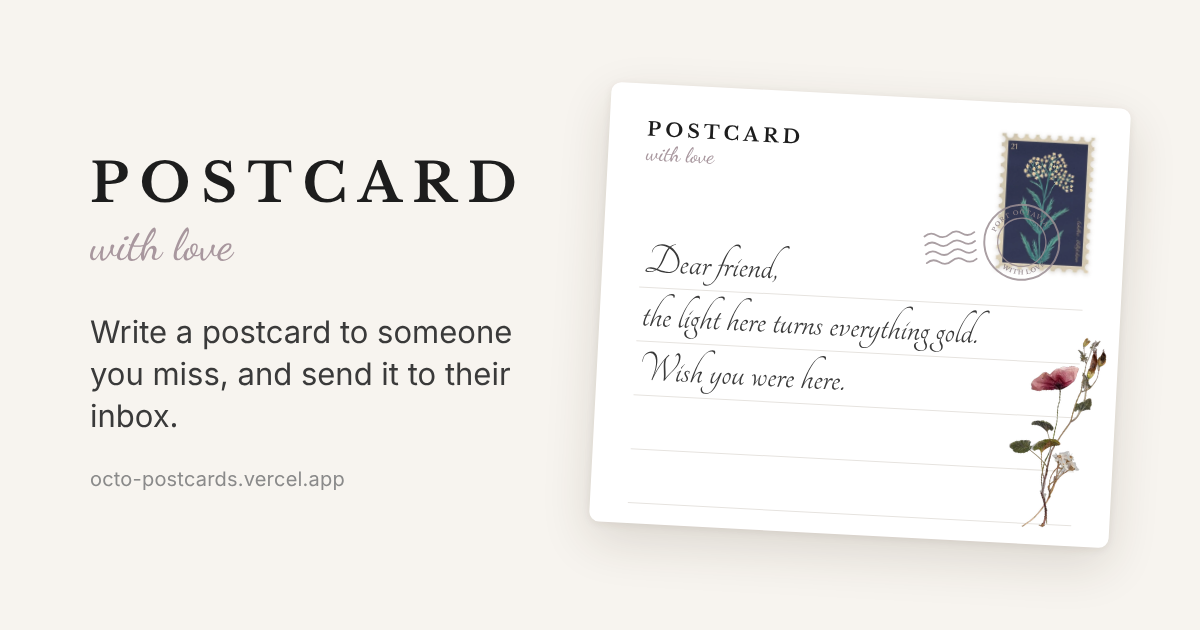 POSTCARD
with love
Write a postcard to someone
you miss, and send it to their
inbox.
octo-postcards.vercel.app
POSTCARD
with love
21
WITH LOVE
Dear friend,
the light here turns everything gold.
Wish you were here.